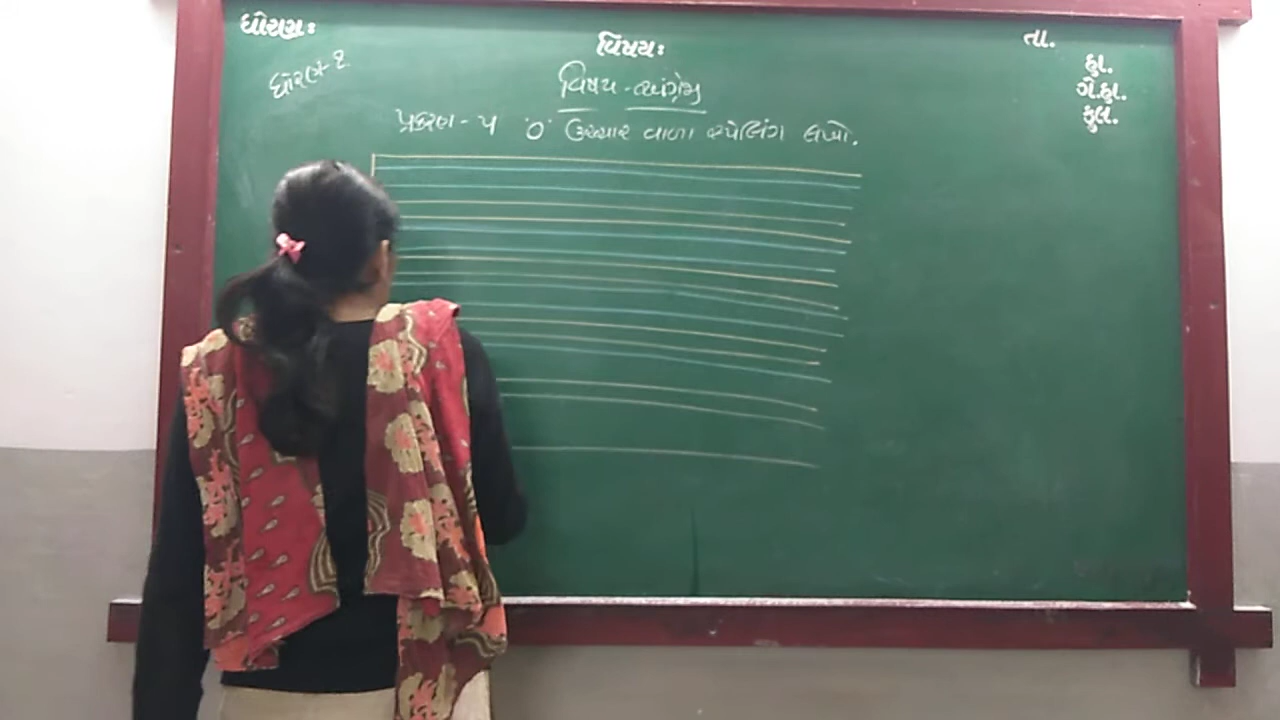 ધોરણઃ
વિષયઃ
તા.
હા.
ગે.હા.
કુલ.
ધોરણ-૨
વિષય-અંગ્રેજી
પ્રકરણ-૫ 'o' ઉચ્ચાર વાળા સ્પેલિંગ લખો.